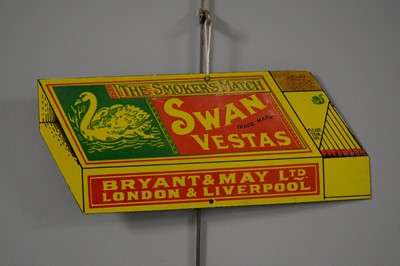 THE SMOKER'S MATCH
SWAN
TRADE MARK
VESTAS
BRYANT & MAY LTD.
LONDON & LIVERPOOL.